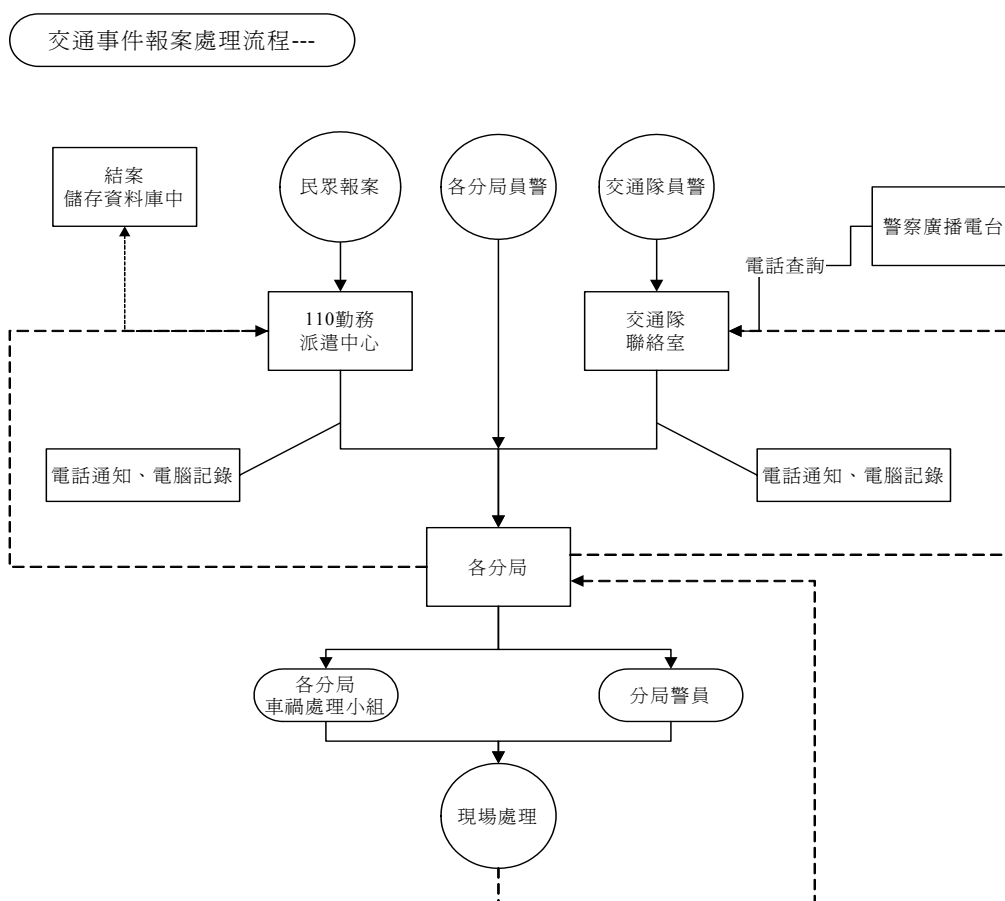 交通事件報案處理流程---
結案
儲存資料庫中
民眾報案
各分局員警
交通隊員警
警察廣播電台
電話查詢
110勤務
派遣中心
交通隊
聯絡室
電話通知、電腦記錄
電話通知、電腦記錄
各分局
各分局
車禍處理小組
分局警員
現場處理